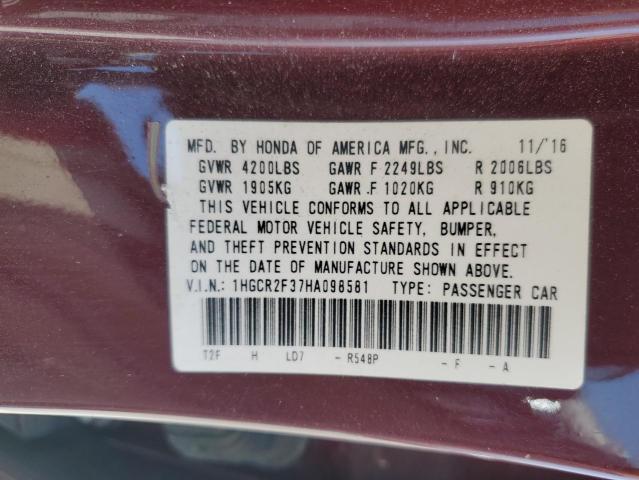 MFD. BY HONDA OF AMERICA MFG., INC. 11/'16
GVWR 4200LBS GAWR F 2249LBS R 2006LBS
GVWR 1905KG GAWR F 1020KG R 910KG
THIS VEHICLE CONFORMS TO ALL APPLICABLE
FEDERAL MOTOR VEHICLE SAFETY, BUMPER,
AND THEFT PREVENTION STANDARDS IN EFFECT
ON THE DATE OF MANUFACTURE SHOWN ABOVE.
V.I.N.: 1HGCR2F37HA098581 TYPE: PASSENGER CAR
T2F H LD7 - R548P - F - A